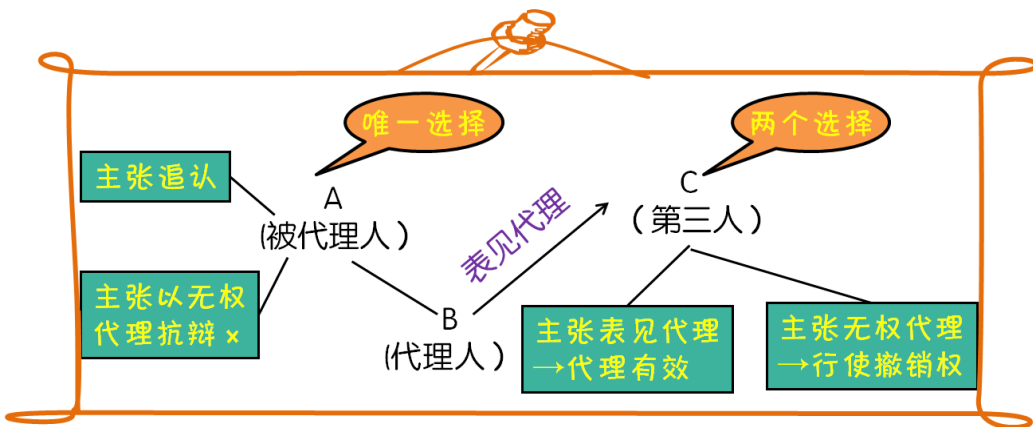 唯一选择
两个选择
主张追认
A
(被代理人）
C
（第三人）
表见代理
主张以无权
代理抗辩×
B
(代理人）
主张表见代理
→代理有效
主张无权代理
→行使撤销权